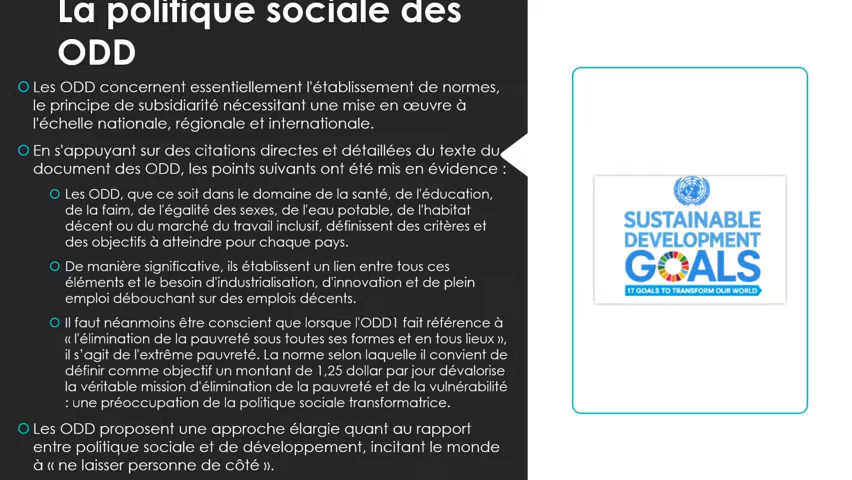 La politique sociale des
ODD
Les ODD concernent essentiellement l'établissement de normes,
le principe de subsidiarité nécessitant une mise en œuvre à
l'échelle nationale, régionale et internationale.
En s'appuyant sur des citations directes et détaillées du texte du
document des ODD, les points suivants ont été mis en évidence :
Les ODD, que ce soit dans le domaine de la santé, de l'éducation,
de la faim, de l'égalité des sexes, de l'eau potable, de l'habitat
décent ou du marché du travail inclusif, définissent des critères et
des objectifs à atteindre pour chaque pays.
De manière significative, ils établissent un lien entre tous ces
éléments et le besoin d'industrialisation, d'innovation et de plein
emploi débouchant sur des emplois décents.
Il faut néanmoins être conscient que lorsque l'ODD1 fait référence à
« l'élimination de la pauvreté sous toutes ses formes et en tous lieux »,
il s'agit de l'extrême pauvreté. La norme selon laquelle il convient de
définir comme objectif un montant de 1,25 dollar par jour dévalorise
la véritable mission d'élimination de la pauvreté et de la vulnérabilité
: une préoccupation de la politique sociale transformatrice.
Les ODD proposent une approche élargie quant au rapport
entre politique sociale et de développement, incitant le monde
à « ne laisser personne de côté ».
SUSTAINABLE
DEVELOPMENT
GOALS
17 GOALS TO TRANSFORM OUR WORLD